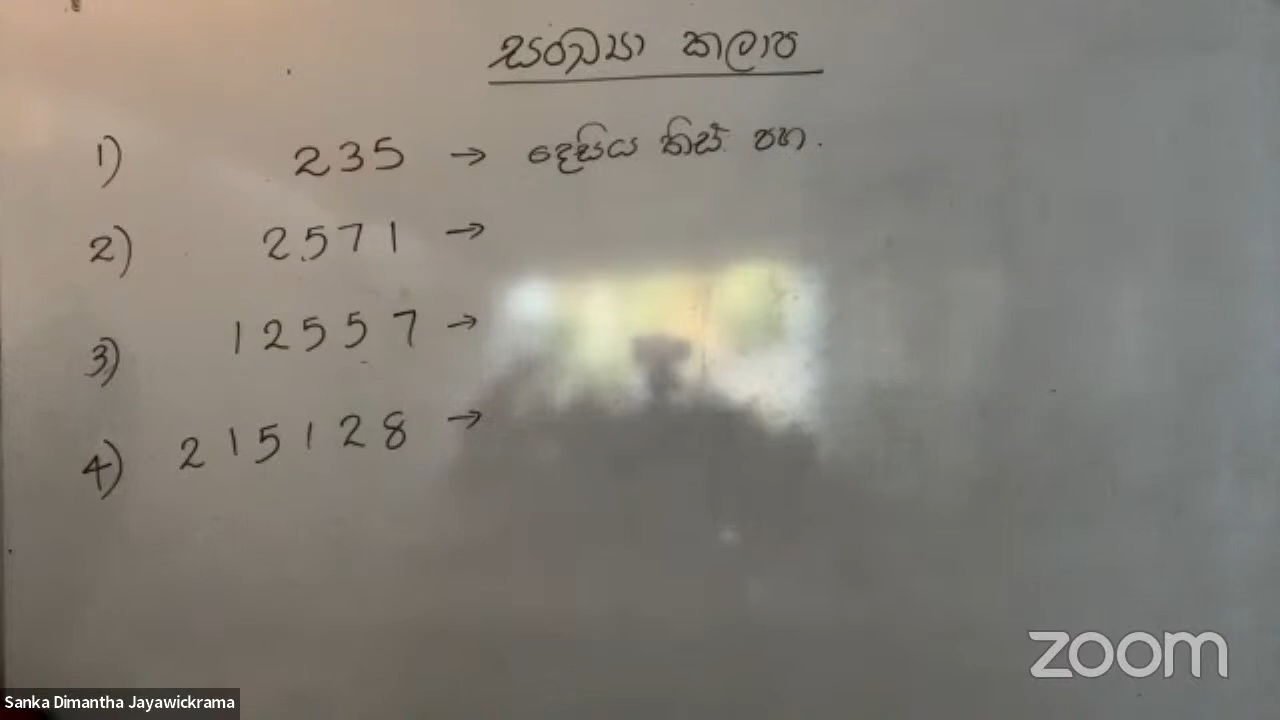 සංඛ්‍යා කලාප
1) 235 → දෙසිය තිස් පහ.
2) 2571 →
3) 12557 →
4) 215128 →
zoom
Sanka Dimantha Jayawickrama